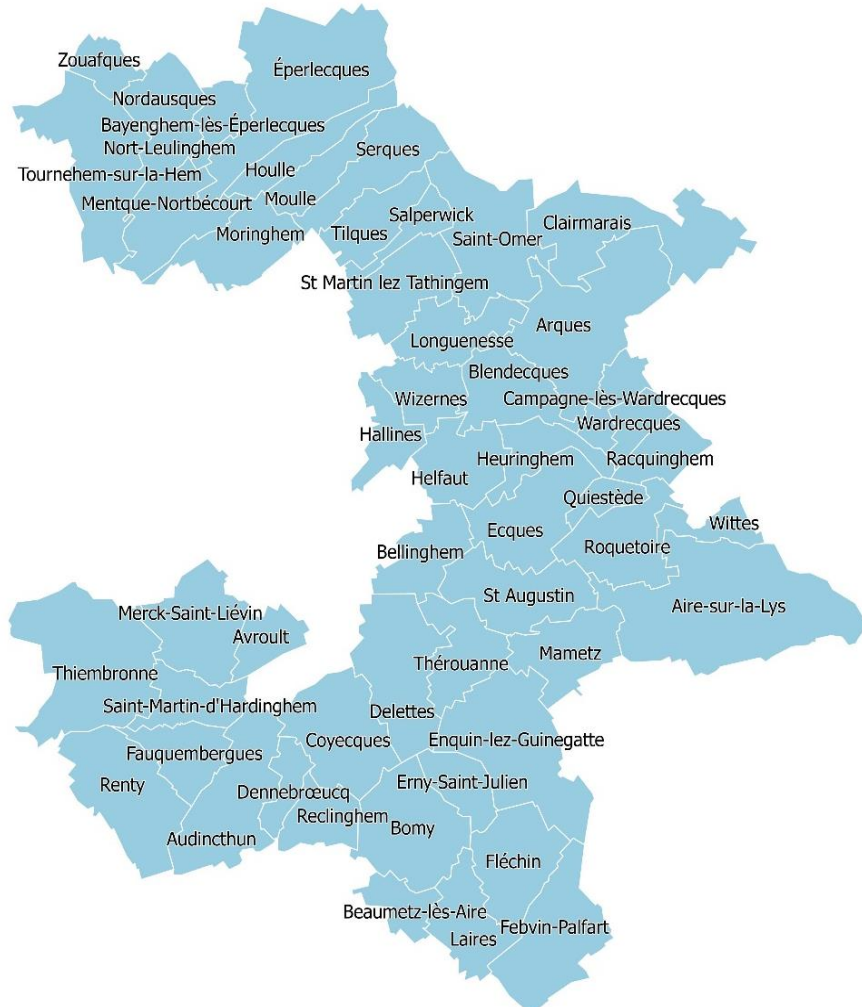 Zouafques
Éperlecques
Nordausques
Bayenghem-lès-Éperlecques
Nort-Leulinghem
Serques
Tournehem-sur-la-Hem
Houlle
Mentque-Nortbécourt
Moulle
Moringhem
Tilques
Salperwick
Saint-Omer
Clairmarais
St Martin lez Tathingem
Longuenesse
Arques
Blendecques
Wizernes
Campagne-lès-Wardrecques
Wardrecques
Hallines
Helfaut
Heuringhem
Racquinghem
Quiestède
Wittes
Ecques
Roquetoire
Bellinghem
St Augustin
Aire-sur-la-Lys
Merck-Saint-Liévin
Avroult
Thérouanne
Mametz
Thiembronne
Saint-Martin-d'Hardinghem
Delettes
Coyecques
Enquin-lez-Guinegatte
Fauquembergues
Renty
Dennebrœucq
Erny-Saint-Julien
Reclinghem
Bomy
Audincthun
Fléchin
Beaumetz-lès-Aire
Laires
Febvin-Palfart